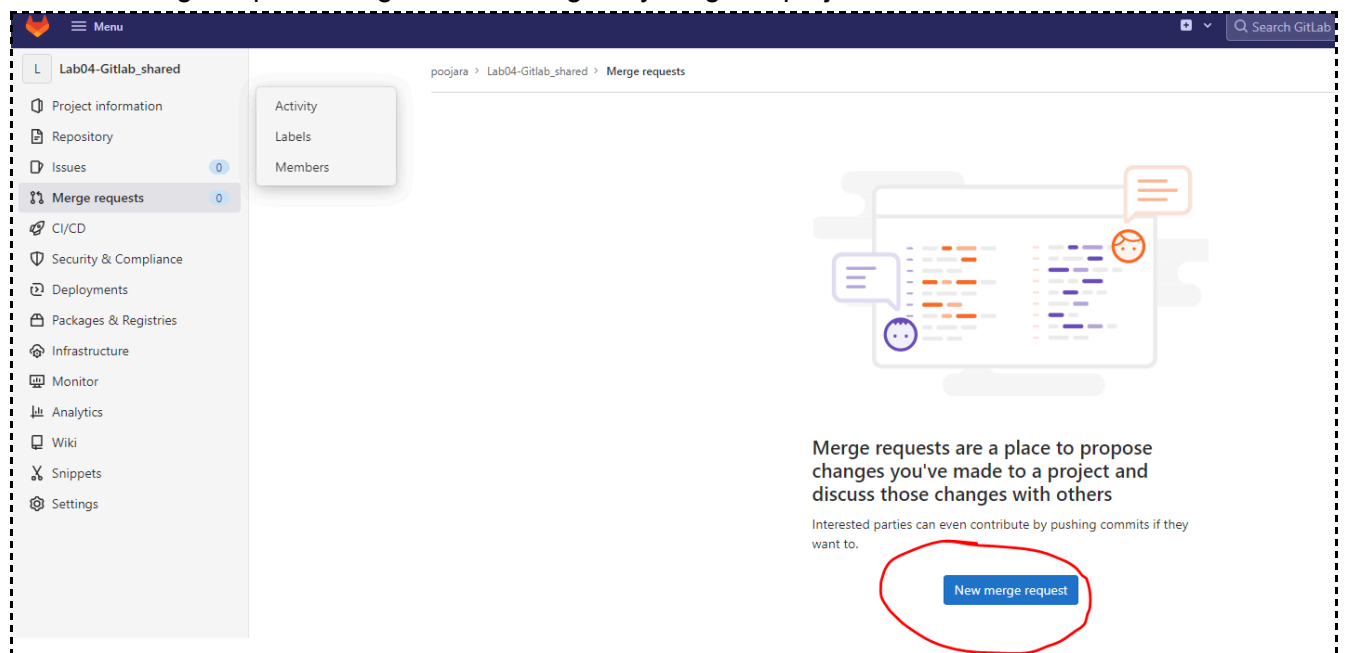 Menu
Search GitLab
L Lab04-Gitlab_shared
poojara > Lab04-Gitlab_shared > Merge requests
Project information
Repository
Issues 0
Merge requests 0
CI/CD
Security & Compliance
Deployments
Packages & Registries
Infrastructure
Monitor
Analytics
Wiki
Snippets
Settings
Activity
Labels
Members
Merge requests are a place to propose
changes you've made to a project and
discuss those changes with others
Interested parties can even contribute by pushing commits if they
want to.
New merge request